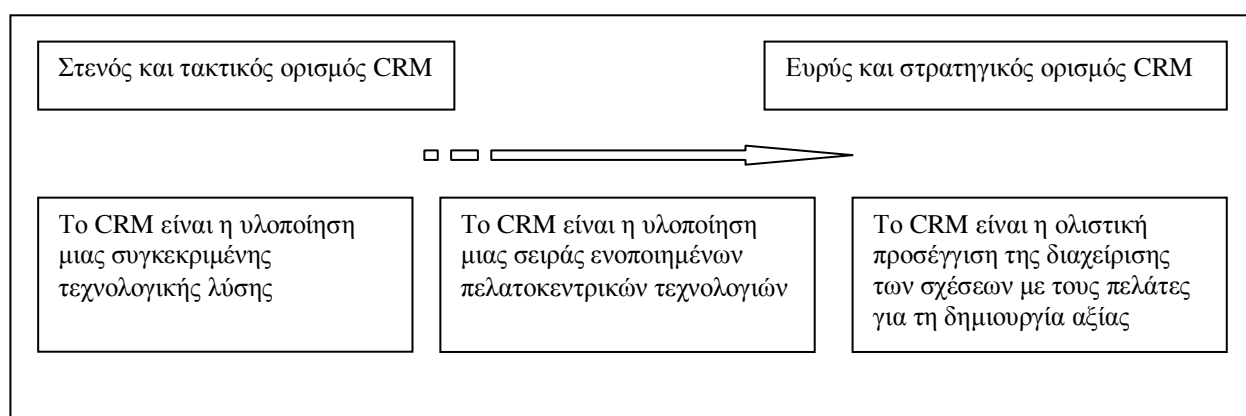 Στενός και τακτικός ορισμός CRM
Ευρύς και στρατηγικός ορισμός CRM
Το CRM είναι η υλοποίηση
μιας συγκεκριμένης
τεχνολογικής λύσης
Το CRM είναι η υλοποίηση
μιας σειράς ενοποιημένων
πελατοκεντρικών τεχνολογιών
Το CRM είναι η ολιστική
προσέγγιση της διαχείρισης
των σχέσεων με τους πελάτες
για τη δημιουργία αξίας